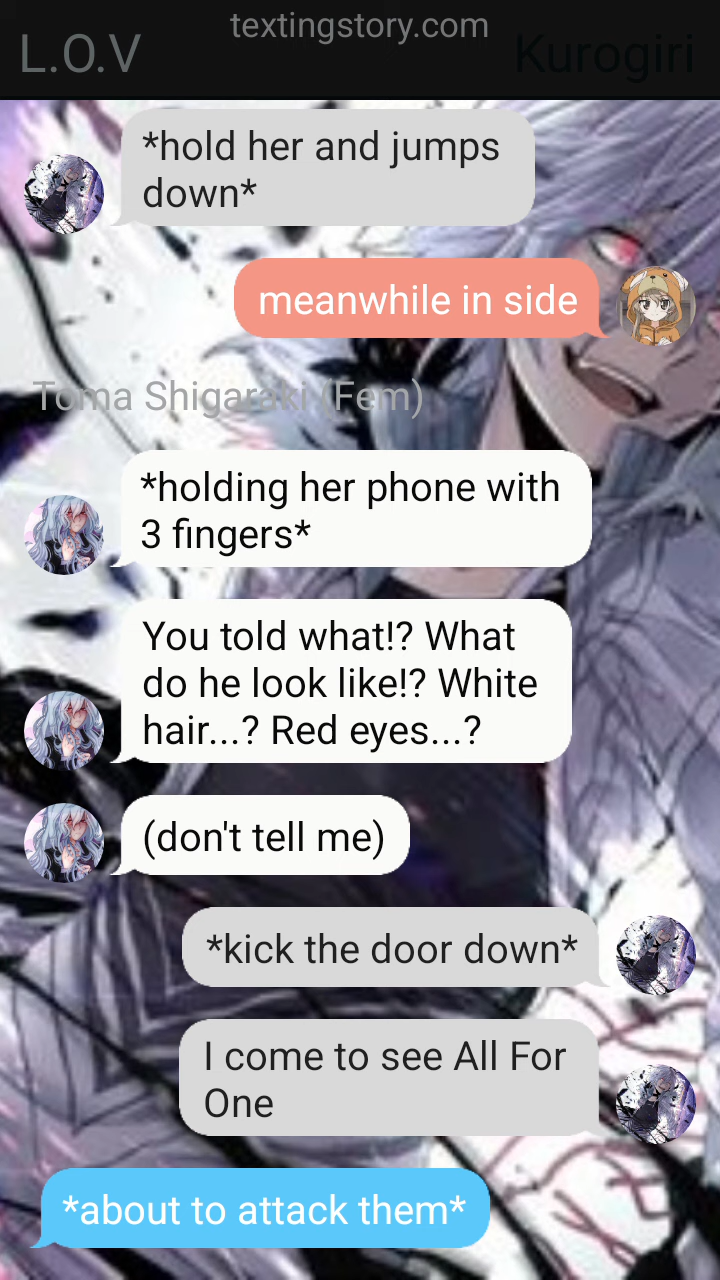 textingstory.com
L.O.V
Kurogiri
*hold her and jumps
down*
meanwhile in side
Toma Shigaraki (Fem)
*holding her phone with
3 fingers*
You told what!? What
do he look like!? White
hair...? Red eyes...?
(don't tell me)
*kick the door down*
I come to see All For
One
*about to attack them*